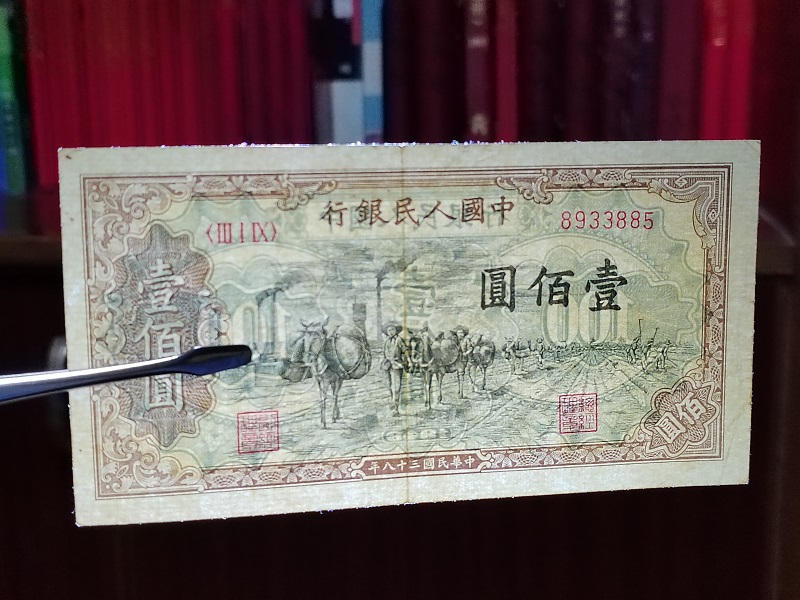 中國人民銀行
〈III I IX〉
8933885
壹佰圓
壹佰圓
佰圓
中華民國三十八年